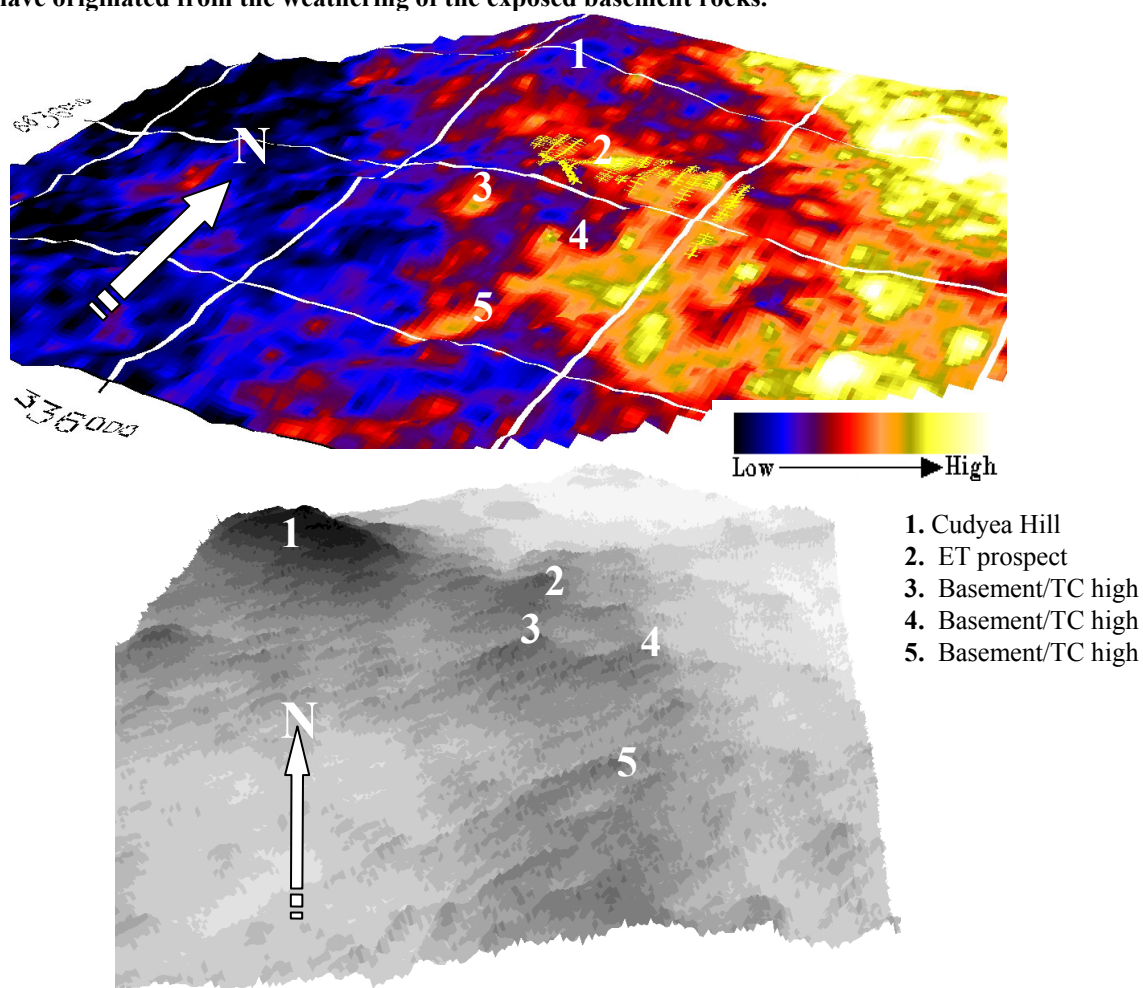 have originated from the weathering of the exposed basement rocks.
1
N
2
3
4
5
336000
Low High
1. Cudyea Hill
2. ET prospect
3. Basement/TC high
4. Basement/TC high
5. Basement/TC high
1
2
3
4
N
5